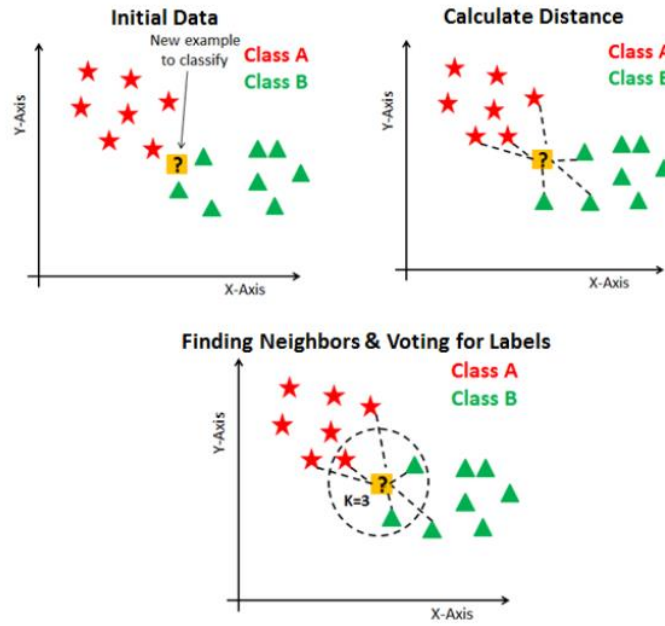 Initial Data
New example
to classify
Class A
Class B
?
Y-Axis
X-Axis
Calculate Distance
Class A
Class B
?
Y-Axis
X-Axis
Finding Neighbors & Voting for Labels
Class A
Class B
?
K=3
Y-Axis
X-Axis